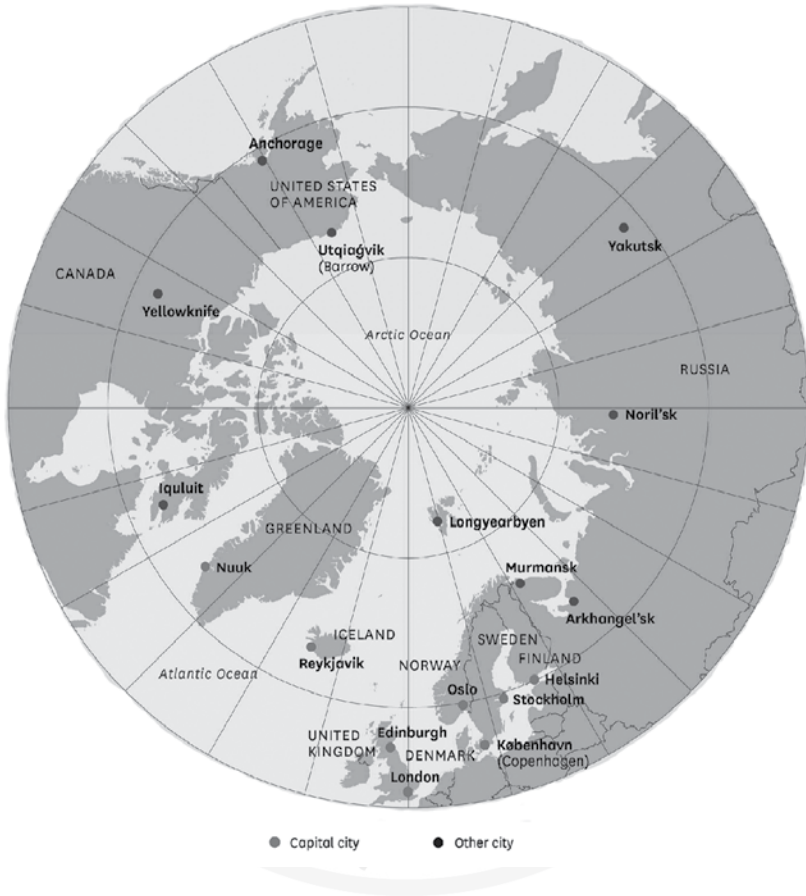 Anchorage
UNITED STATES
OF AMERICA
Utqiaġvik
(Barrow)
Yakutsk
CANADA
Yellowknife
Arctic Ocean
RUSSIA
Noril'sk
Iquluit
Longyearbyen
GREENLAND
Nuuk
Murmansk
Arkhangel'sk
ICELAND
Reykjavik
SWEDEN
FINLAND
NORWAY
Atlantic Ocean
Helsinki
Oslo
Stockholm
UNITED
KINGDOM
Edinburgh
DENMARK
København
(Copenhagen)
London
Capital city
Other city